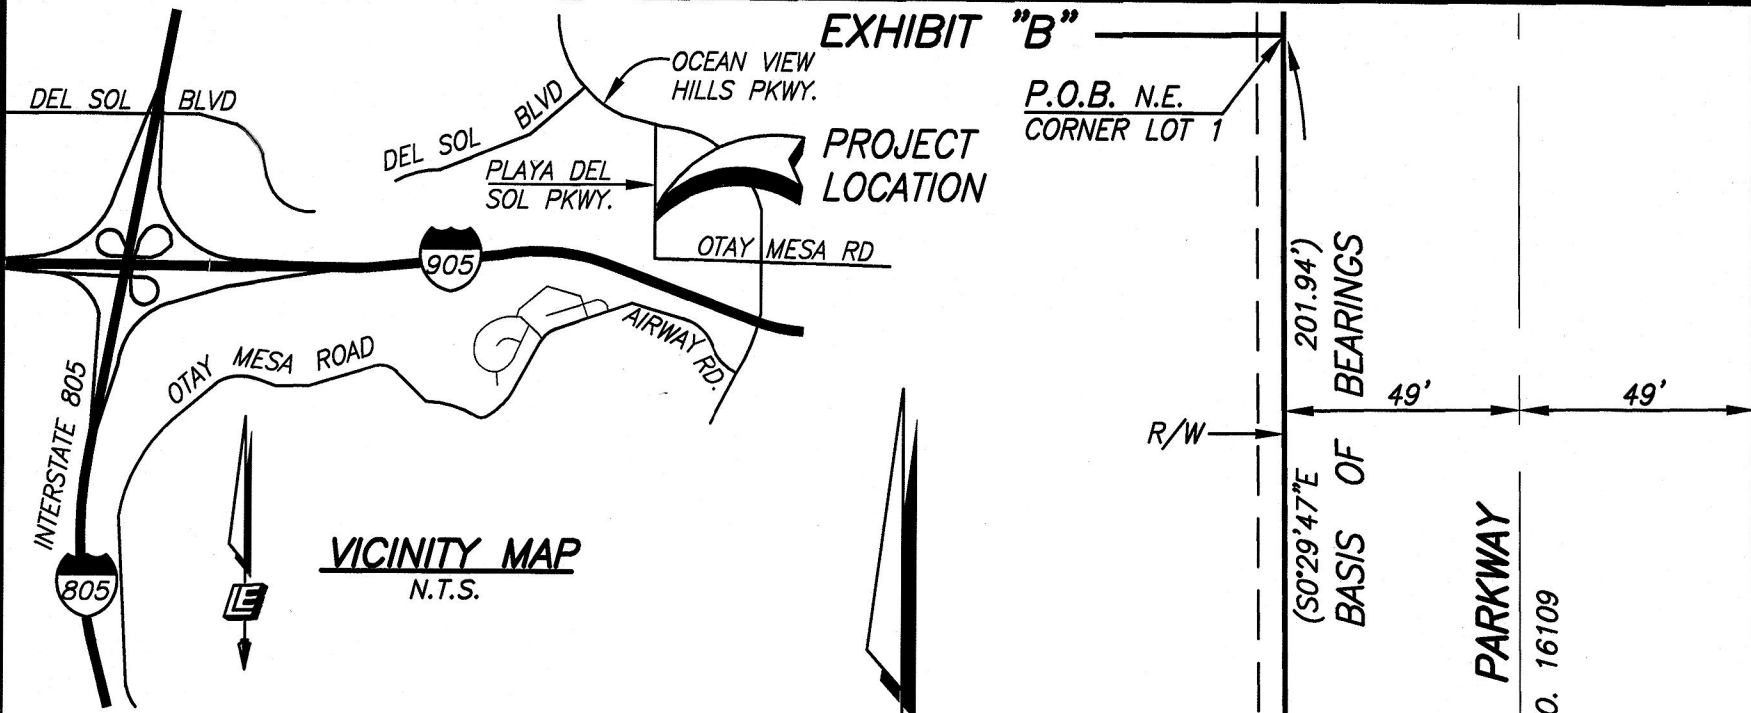 EXHIBIT "B"
OCEAN VIEW
HILLS PKWY.
DEL SOL BLVD
DEL SOL BLVD
P.O.B. N.E.
CORNER LOT 1
PROJECT
LOCATION
PLAYA DEL
SOL PKWY.
OTAY MESA RD
905
AIRWAY RD.
OTAY MESA ROAD
INTERSTATE 805
805
VICINITY MAP
N.T.S.
R/W
49'
49'
(S0°29'47"E 201.94')
BASIS OF BEARINGS
PARKWAY
O. 16109